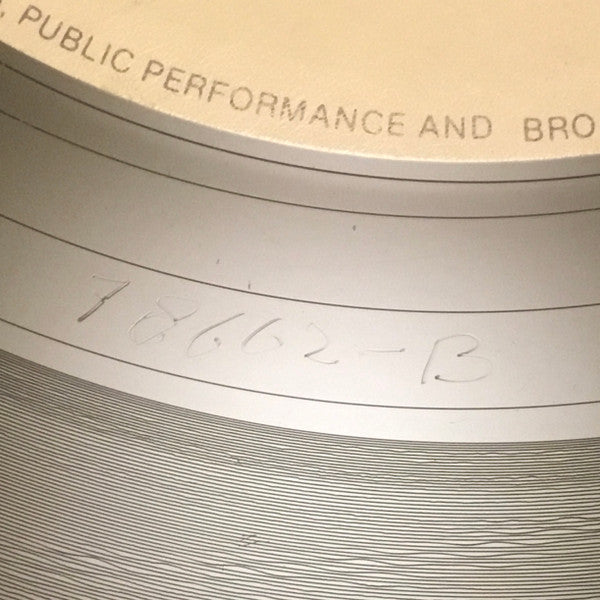 , PUBLIC PERFORMANCE AND BRO
78662-B